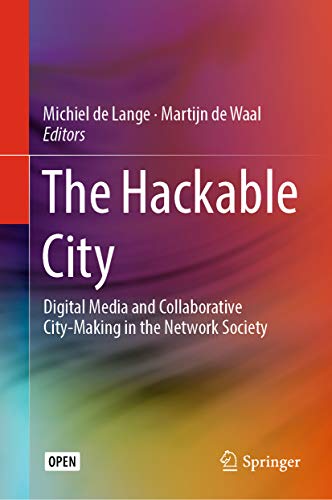 Michiel de Lange · Martijn de Waal
Editors
The Hackable
City
Digital Media and Collaborative
City-Making in the Network Society
OPEN
Springer